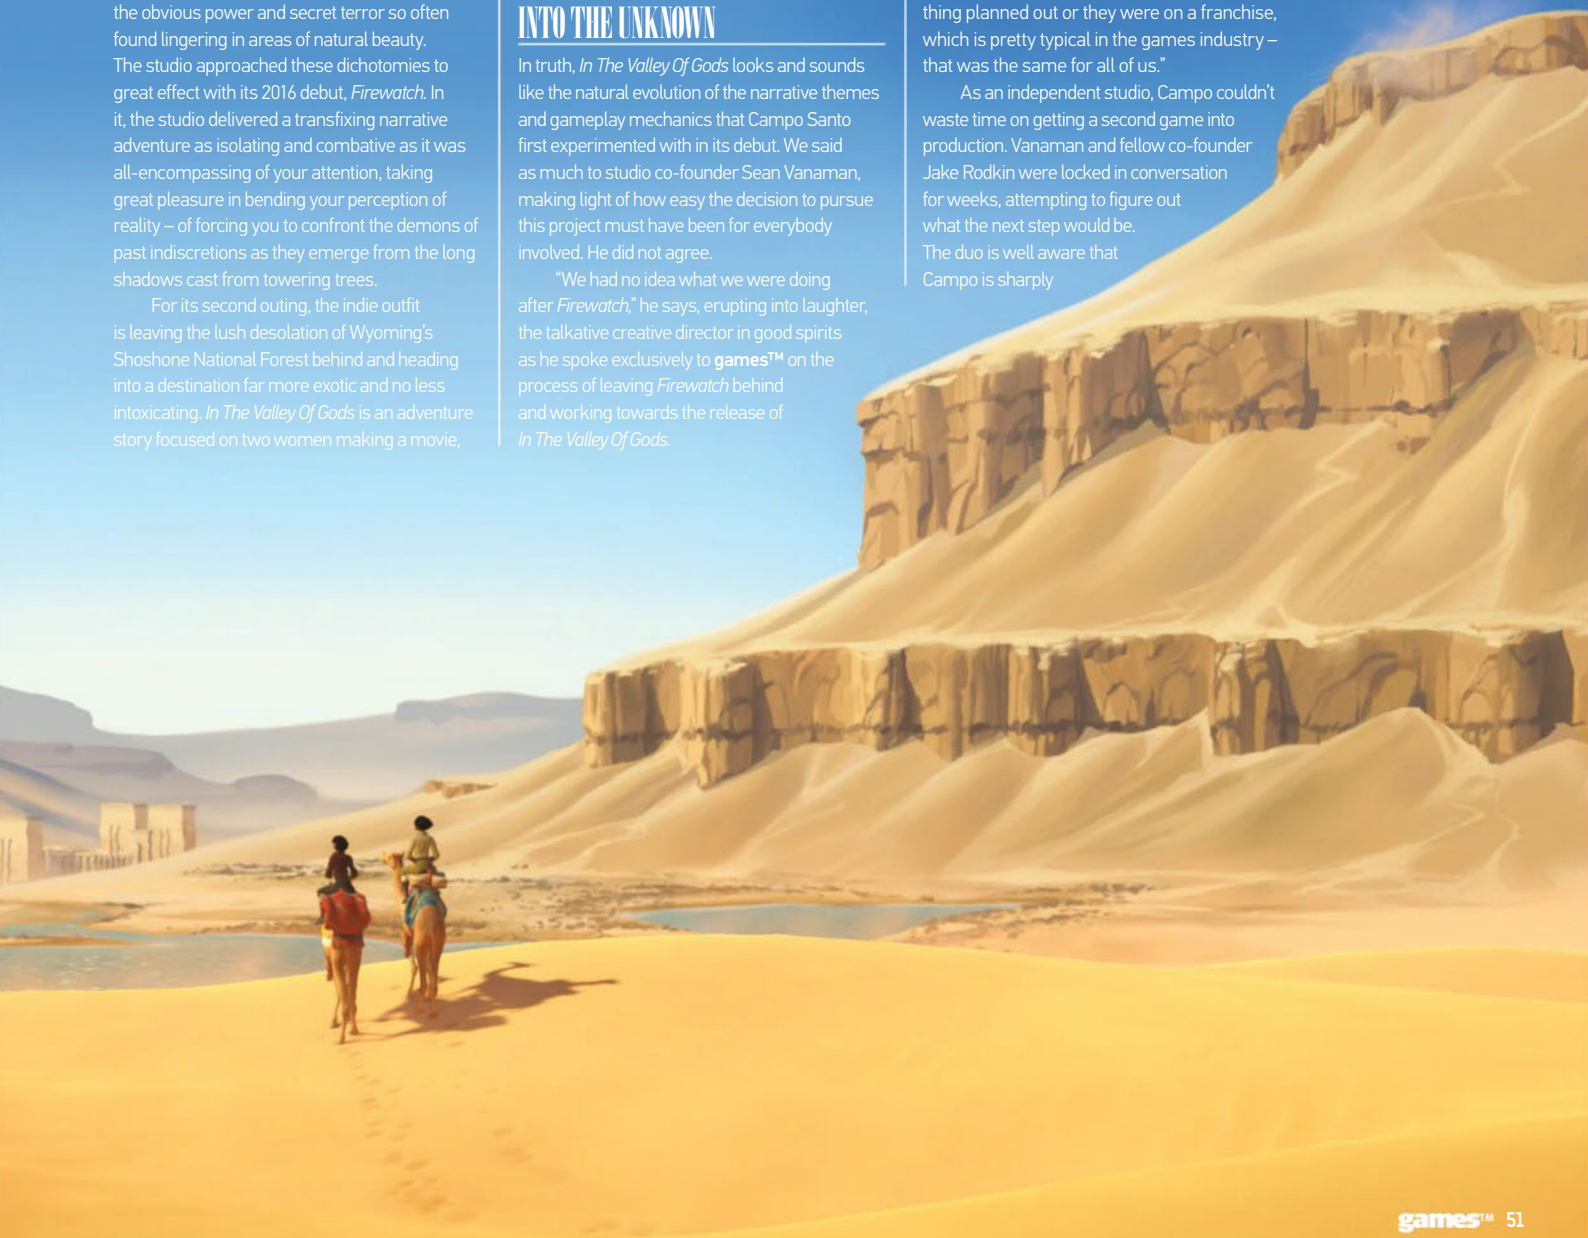 the obvious power and secret terror so often
found lingering in areas of natural beauty.
The studio approached these dichotomies to
great effect with its 2016 debut, Firewatch. In
it, the studio delivered a transfixing narrative
adventure as isolating and combative as it was
all-encompassing of your attention, taking
great pleasure in bending your perception of
reality – of forcing you to confront the demons of
past indiscretions as they emerge from the long
shadows cast from towering trees.
For its second outing, the indie outfit
is leaving the lush desolation of Wyoming's
Shoshone National Forest behind and heading
into a destination far more exotic and no less
intoxicating. In The Valley Of Gods is an adventure
story focused on two women making a movie,
INTO THE UNKNOWN
In truth, In The Valley Of Gods looks and sounds
like the natural evolution of the narrative themes
and gameplay mechanics that Campo Santo
first experimented with in its debut. We said
as much to studio co-founder Sean Vanaman,
making light of how easy the decision to pursue
this project must have been for everybody
involved. He did not agree.
“We had no idea what we were doing
after Firewatch,” he says, erupting into laughter,
the talkative creative director in good spirits
as he spoke exclusively to games™ on the
process of leaving Firewatch behind
and working towards the release of
In The Valley Of Gods.
thing planned out or they were on a franchise,
which is pretty typical in the games industry –
that was the same for all of us.”
As an independent studio, Campo couldn't
waste time on getting a second game into
production. Vanaman and fellow co-founder
Jake Rodkin were locked in conversation
for weeks, attempting to figure out
what the next step would be.
The duo is well aware that
Campo is sharply
games™ 51